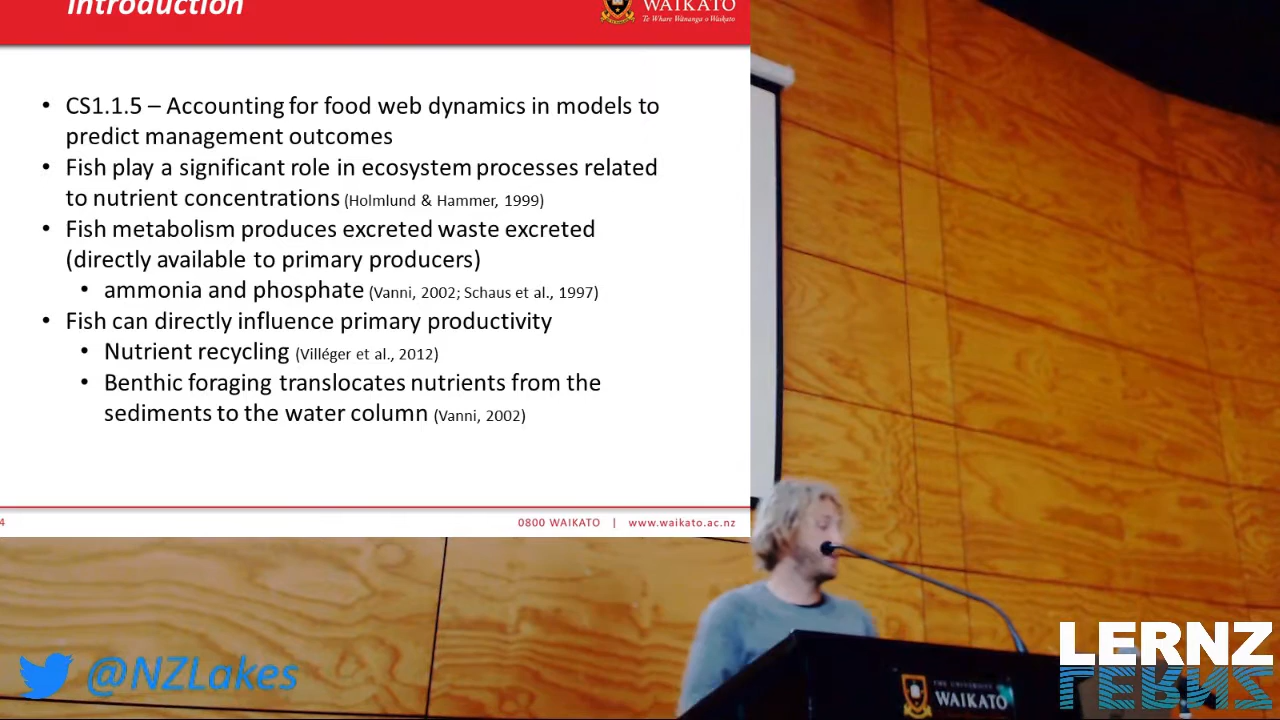 Introduction
WAIKATO
Te Whare Wānanga o Waikato
• CS1.1.5 – Accounting for food web dynamics in models to
predict management outcomes
• Fish play a significant role in ecosystem processes related
to nutrient concentrations (Holmlund & Hammer, 1999)
• Fish metabolism produces excreted waste excreted
(directly available to primary producers)
• ammonia and phosphate (Vanni, 2002; Schaus et al., 1997)
• Fish can directly influence primary productivity
• Nutrient recycling (Villéger et al., 2012)
• Benthic foraging translocates nutrients from the
sediments to the water column (Vanni, 2002)
4
0800 WAIKATO | www.waikato.ac.nz
@NZLakes
THE UNIVERSITY OF
WAIKATO
LERNZ